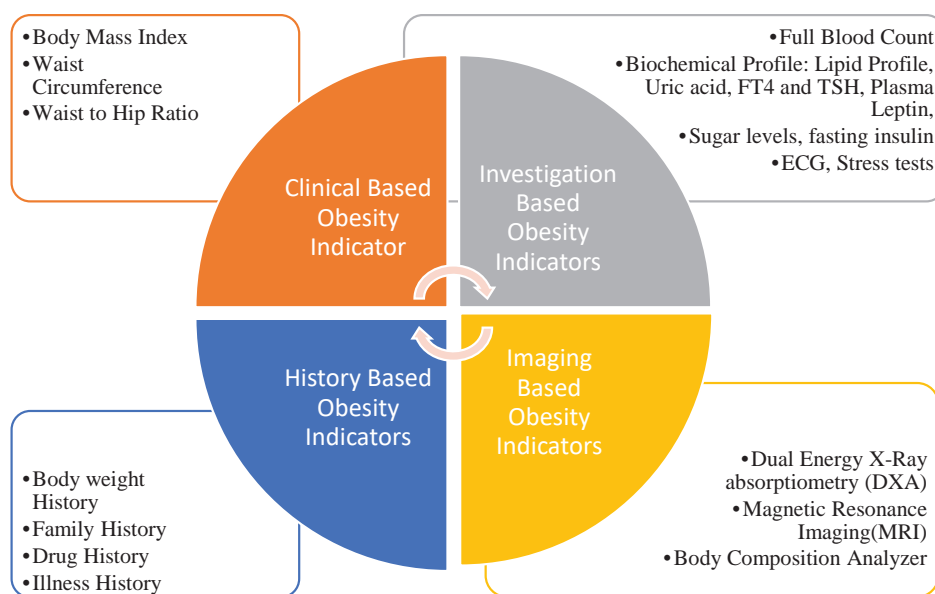 •Body Mass Index
•Waist
Circumference
•Waist to Hip Ratio
•Full Blood Count
•Biochemical Profile: Lipid Profile,
Uric acid, FT4 and TSH, Plasma
Leptin,
•Sugar levels, fasting insulin
•ECG, Stress tests
Clinical Based
Obesity
Indicator
Investigation
Based
Obesity
Indicators
History Based
Obesity
Indicators
Imaging
Based
Obesity
Indicators
•Body weight
History
•Family History
•Drug History
•Illness History
•Dual Energy X-Ray
absorptiometry (DXA)
•Magnetic Resonance
Imaging(MRI)
•Body Composition Analyzer